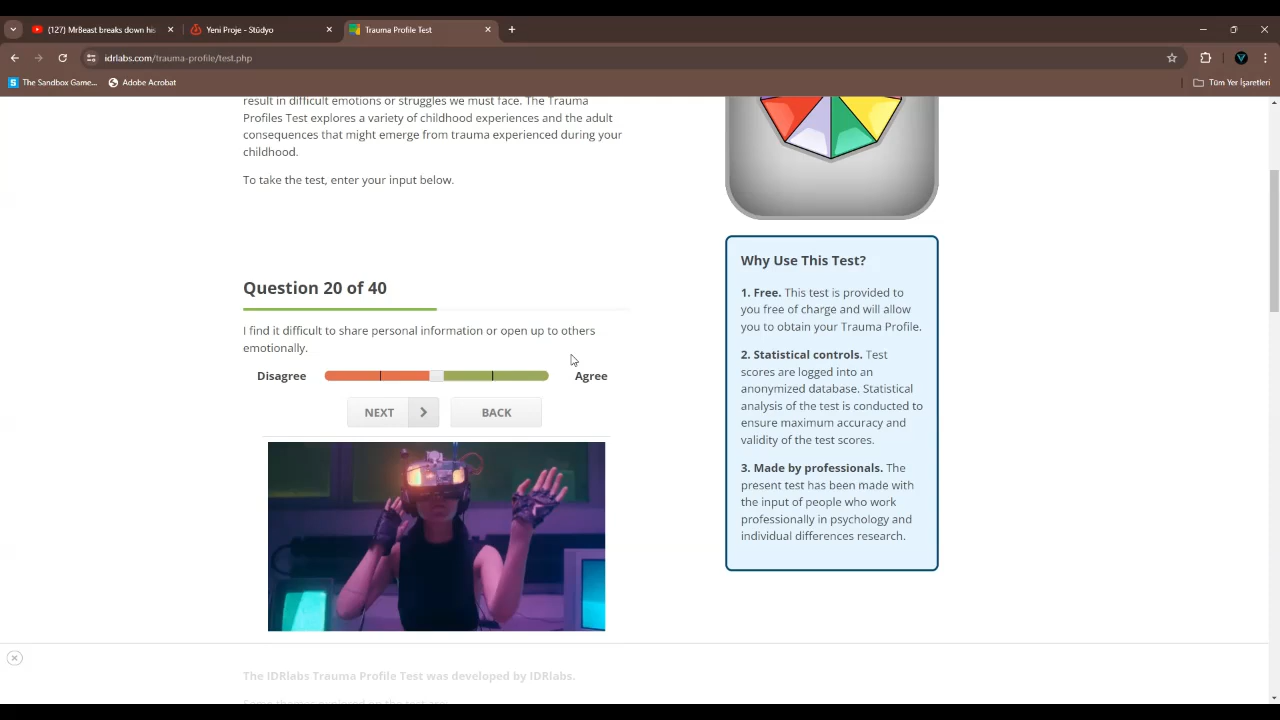 (127) MrBeast breaks down his
Yeni Proje - Stüdyo
Trauma Profile Test
idrlabs.com/trauma-profile/test.php
The Sandbox Game...
Adobe Acrobat
Tüm Yer İşaretleri
result in difficult emotions or struggles we must face. The Trauma
Profiles Test explores a variety of childhood experiences and the adult
consequences that might emerge from trauma experienced during your
childhood.
To take the test, enter your input below.
Question 20 of 40
I find it difficult to share personal information or open up to others
emotionally.
Disagree
Agree
NEXT
BACK
Why Use This Test?
1. Free. This test is provided to
you free of charge and will allow
you to obtain your Trauma Profile.
2. Statistical controls. Test
scores are logged into an
anonymized database. Statistical
analysis of the test is conducted to
ensure maximum accuracy and
validity of the test scores.
3. Made by professionals. The
present test has been made with
the input of people who work
professionally in psychology and
individual differences research.
The IDRlabs Trauma Profile Test was developed by IDRlabs.